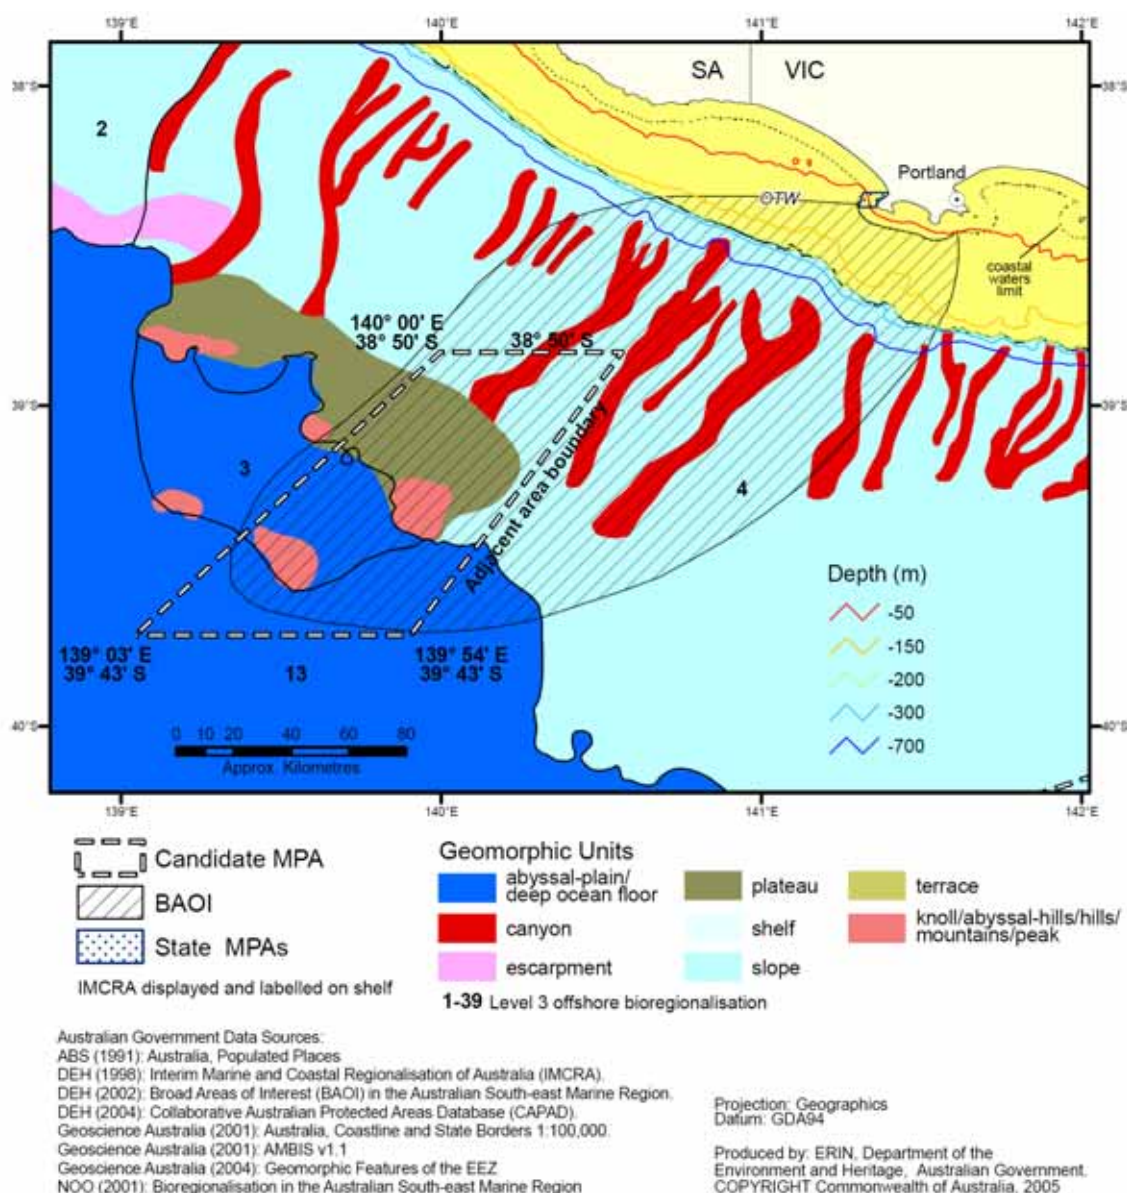 139°E 140°E 141°E 142°E
38°S 38°S
SA VIC
2
Portland
OTW
coastal
waters
limit
140° 00' E
38° 50' S
38° 50' S
39°S 39°S
3
4
Adjacent area boundary
Depth (m)
-50
-150
-200
-300
-700
139° 03' E
39° 43' S
139° 54' E
39° 43' S
13
40°S 40°S
0 10 20 40 60 80
Approx. Kilometres
139°E 140°E 141°E 142°E
Candidate MPA
BAOI
State MPAs
IMCRA displayed and labelled on shelf
Geomorphic Units
abyssal-plain/
deep ocean floor
canyon
escarpment
plateau
shelf
slope
terrace
knoll/abyssal-hills/hills/
mountains/peak
1-39 Level 3 offshore bioregionalisation
Australian Government Data Sources:
ABS (1991): Australia, Populated Places
DEH (1998): Interim Marine and Coastal Regionalisation of Australia (IMCRA).
DEH (2002): Broad Areas of Interest (BAOI) in the Australian South-east Marine Region.
DEH (2004): Collaborative Australian Protected Areas Database (CAPAD).
Geoscience Australia (2001): Australia, Coastline and State Borders 1:100,000.
Geoscience Australia (2001): AMBIS v1.1
Geoscience Australia (2004): Geomorphic Features of the EEZ
NOO (2001): Bioregionalisation in the Australian South-east Marine Region
Projection: Geographics
Datum: GDA94
Produced by: ERIN, Department of the
Environment and Heritage, Australian Government.
COPYRIGHT Commonwealth of Australia, 2005